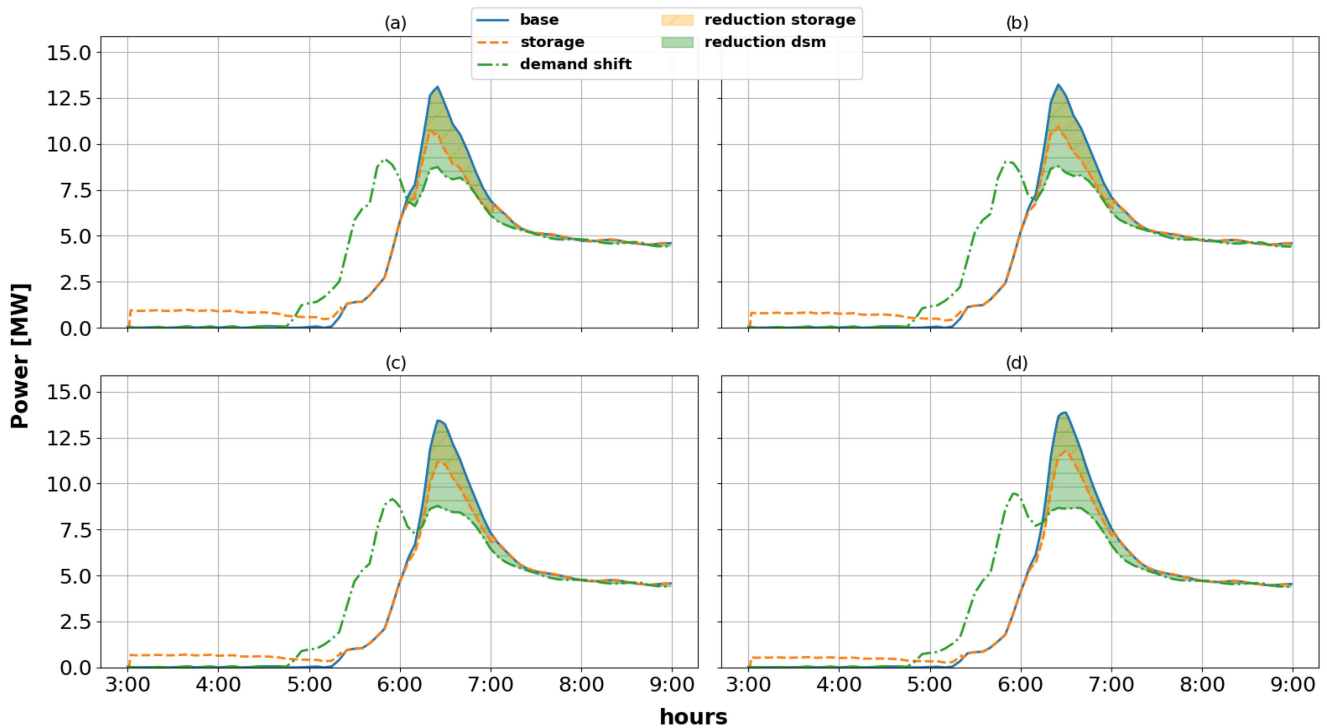 (a)
(b)
base
storage
demand shift
reduction storage
reduction dsm
15.0
12.5
10.0
7.5
5.0
2.5
0.0
(c)
(d)
15.0
12.5
10.0
7.5
5.0
2.5
0.0
Power [MW]
3:00 4:00 5:00 6:00 7:00 8:00 9:00
3:00 4:00 5:00 6:00 7:00 8:00 9:00
hours